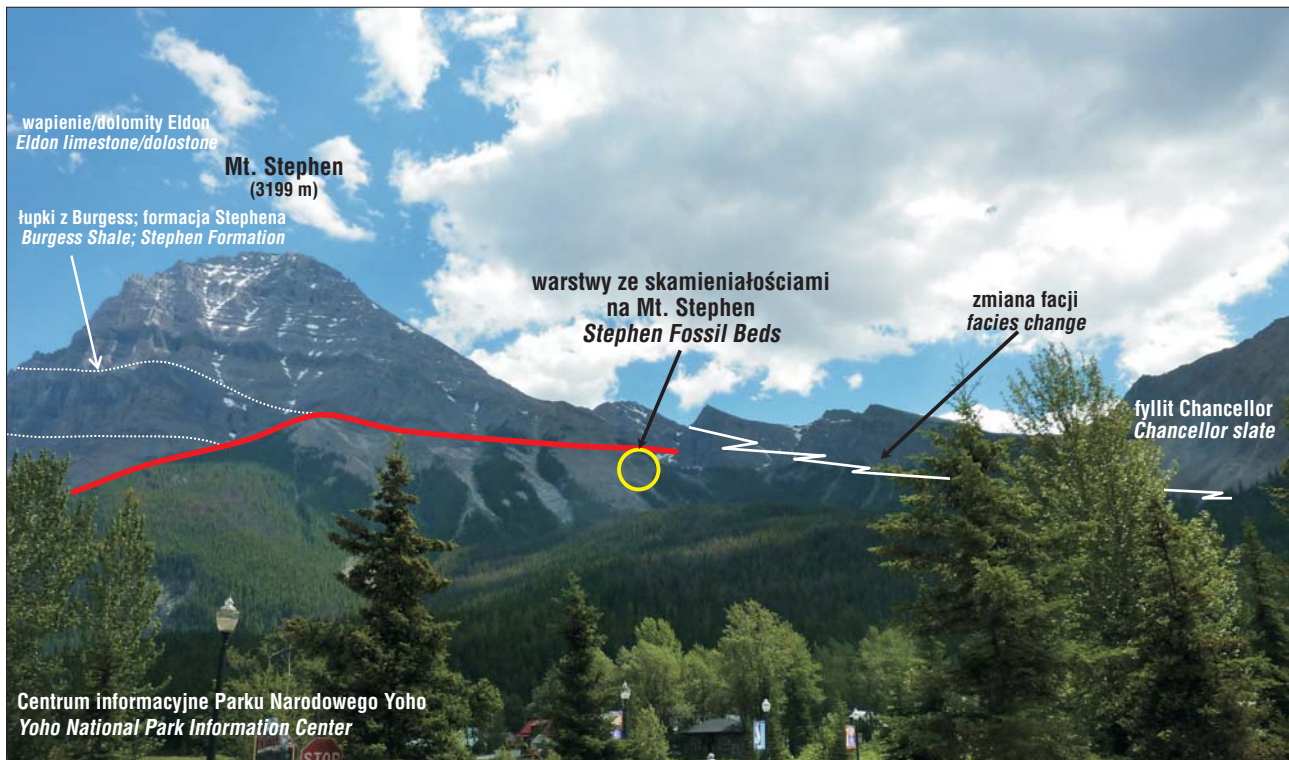 wapienie/dolomity Eldon
Eldon limestone/dolostone
Mt. Stephen
(3199 m)
łupki z Burgess; formacja Stephena
Burgess Shale; Stephen Formation
warstwy ze skamieniałościami
na Mt. Stephen
Stephen Fossil Beds
zmiana facji
facies change
fyllit Chancellor
Chancellor slate
Centrum informacyjne Parku Narodowego Yoho
Yoho National Park Information Center
STOP